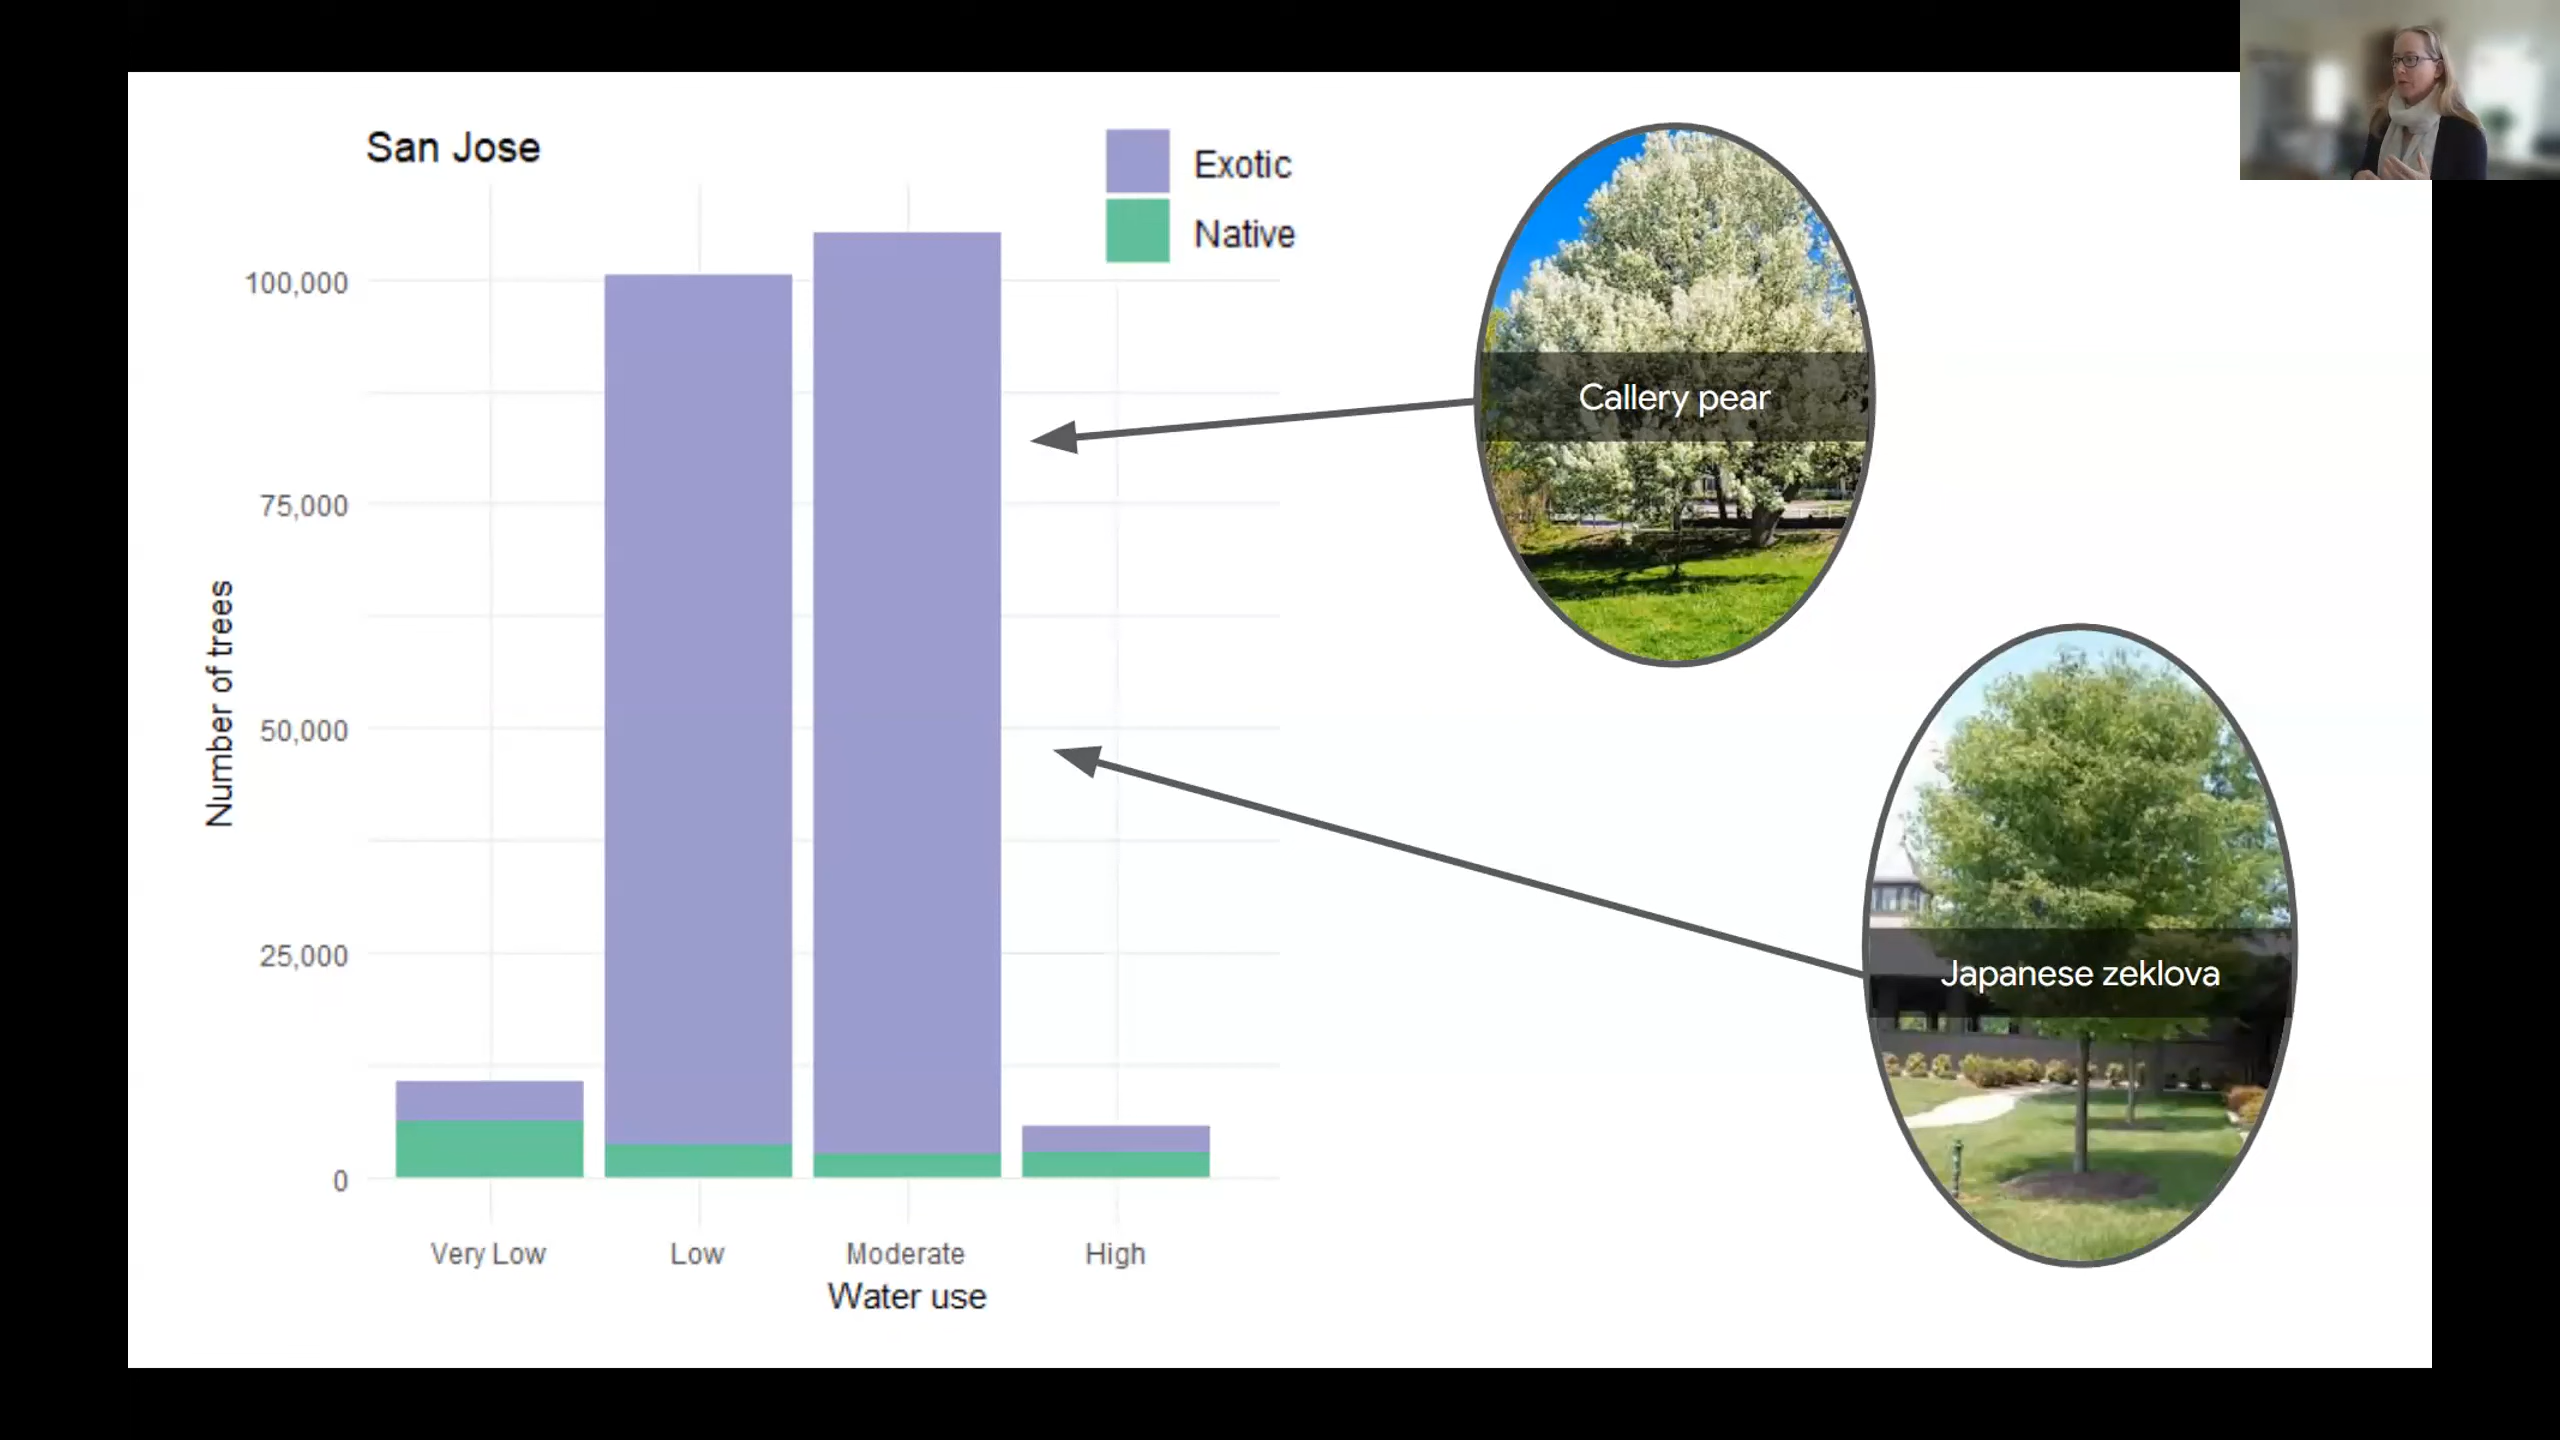 San Jose
Exotic
Native
100,000
75,000
50,000
25,000
0
Number of trees
Very Low
Low
Moderate
High
Water use
Callery pear
Japanese zeklova